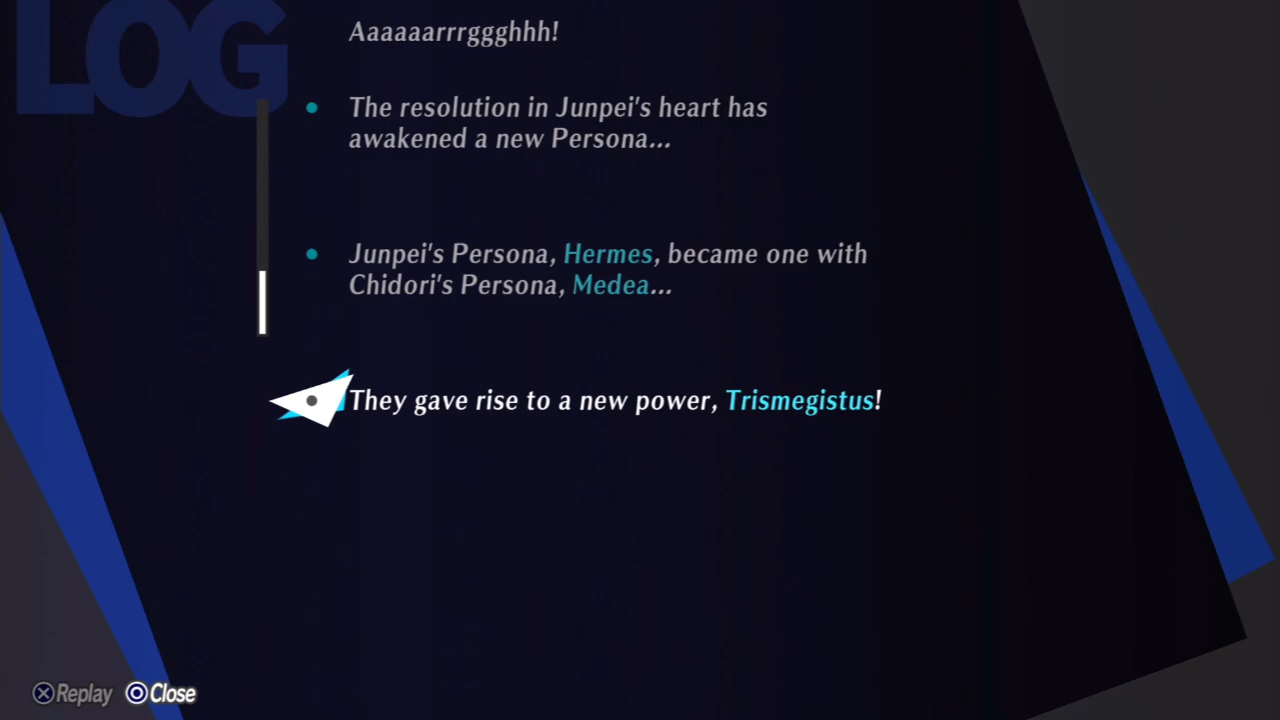 LOG
Aaaaaarrrggghhh!
The resolution in Junpei's heart has
awakened a new Persona...
Junpei's Persona, Hermes, became one with
Chidori's Persona, Medea...
They gave rise to a new power, Trismegistus!
Replay Close